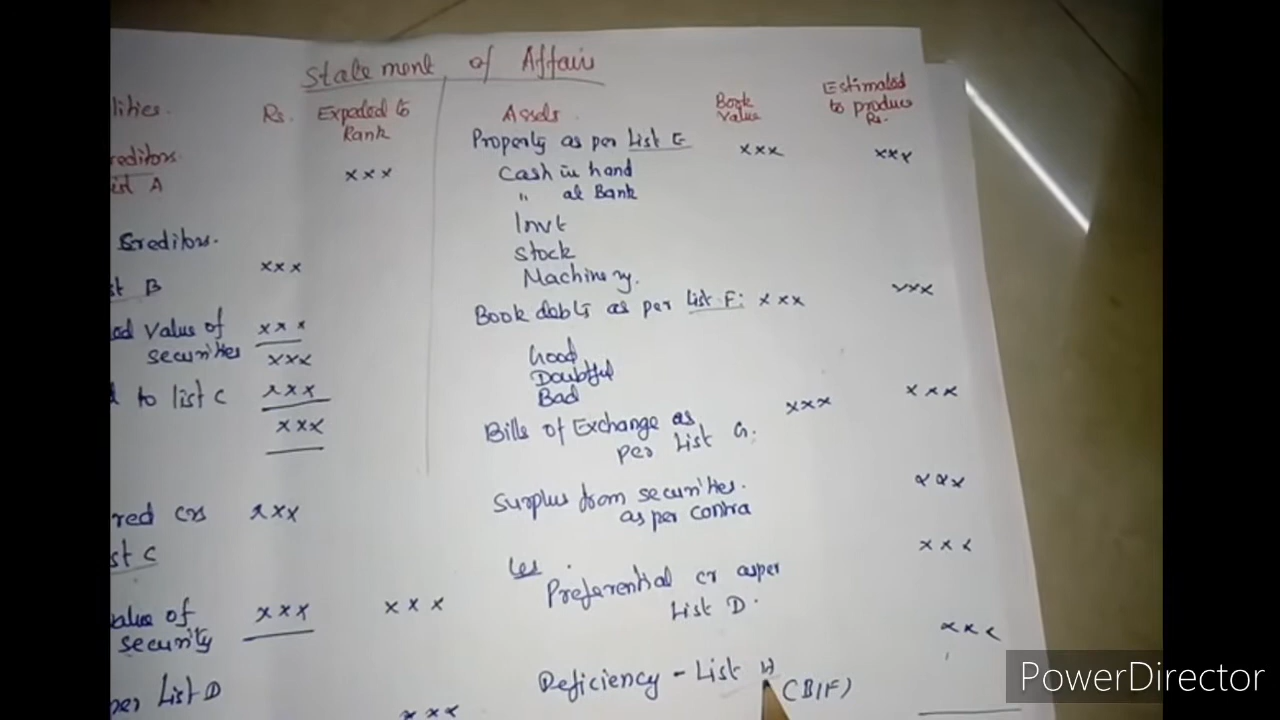 Statement of Affair
lities. Rs. Expected to Rank
reditors.
ist A xxx
Creditors.
st B xxx
ed value of securities xxx
xxx
d to list C xxx
xxx
red crs xxx
st C
value of security xxx xxx
per List D
xxx
Assets Book Value Estimated to produce Rs.
Property as per List E xxx xxx
Cash in hand
" at Bank
Invt
Stock
Machinery.
Book debts as per List F: xxx xxx
Good
Doubtful
Bad
Bills of Exchange as xxx xxx
per List G.
Surplus from securities. xxx
as per contra
xxx
Preferential cr asper
List D.
xxx
Deficiency - List H
(B/F)
PowerDirector